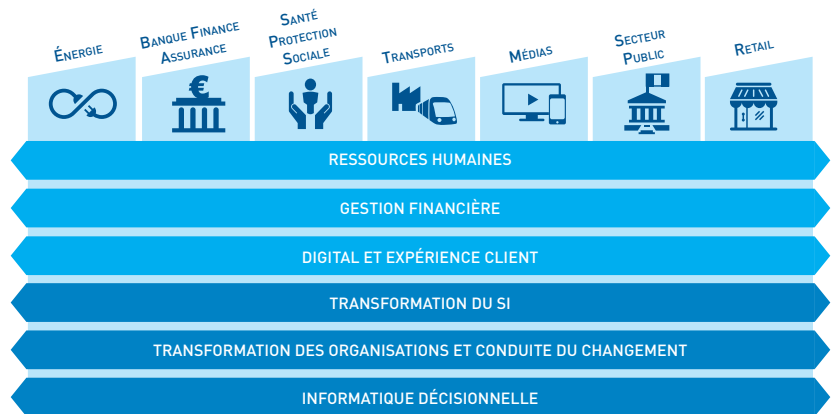 Énergie
Banque Finance
Assurance
Santé
Protection
Sociale
Transports
Médias
Secteur
Public
Retail
€
RESSOURCES HUMAINES
GESTION FINANCIÈRE
DIGITAL ET EXPÉRIENCE CLIENT
TRANSFORMATION DU SI
TRANSFORMATION DES ORGANISATIONS ET CONDUITE DU CHANGEMENT
INFORMATIQUE DÉCISIONNELLE